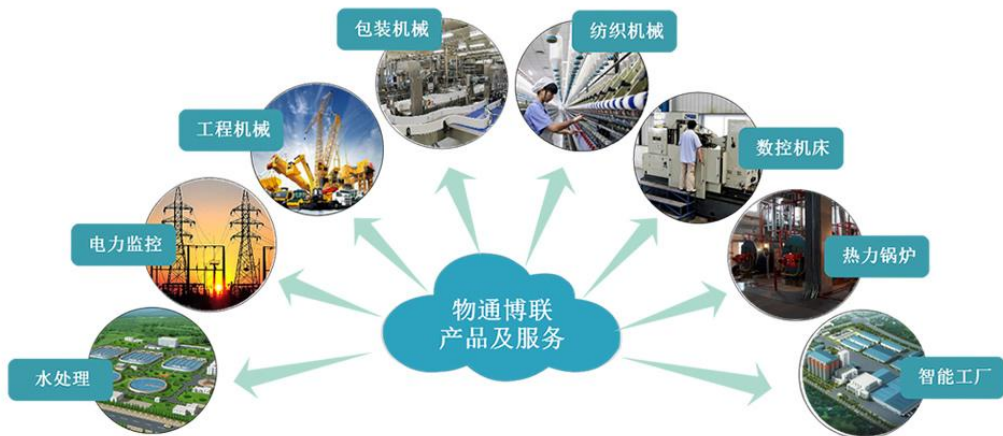 包装机械
纺织机械
工程机械
数控机床
电力监控
热力锅炉
物通博联
产品及服务
水处理
智能工厂